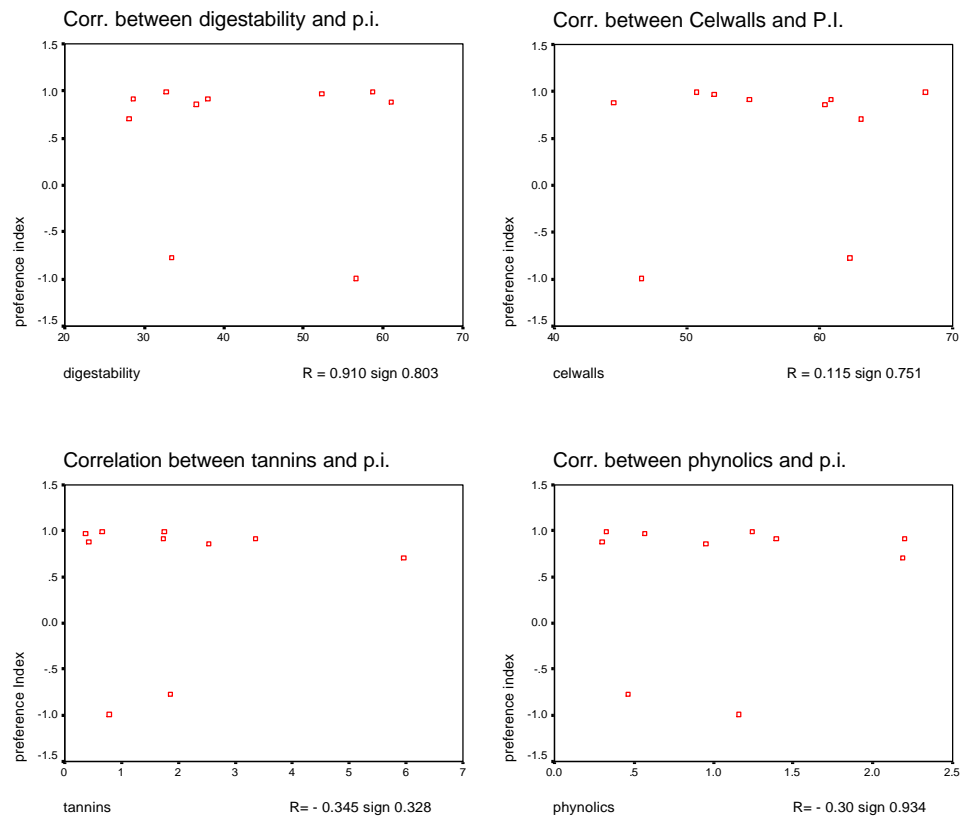 Corr. between digestability and p.i.
1.5
1.0
.5
0.0
-.5
-1.0
-1.5
preference index
20 30 40 50 60 70
digestability R = 0.910 sign 0.803
Corr. between Celwalls and P.I.
1.5
1.0
.5
0.0
-.5
-1.0
-1.5
preference index
40 50 60 70
celwalls R = 0.115 sign 0.751
Correlation between tannins and p.i.
1.5
1.0
.5
0.0
-.5
-1.0
-1.5
preference Index
0 1 2 3 4 5 6 7
tannins R= - 0.345 sign 0.328
Corr. between phynolics and p.i.
1.5
1.0
.5
0.0
-.5
-1.0
-1.5
preference index
0.0 .5 1.0 1.5 2.0 2.5
phynolics R= - 0.30 sign 0.934